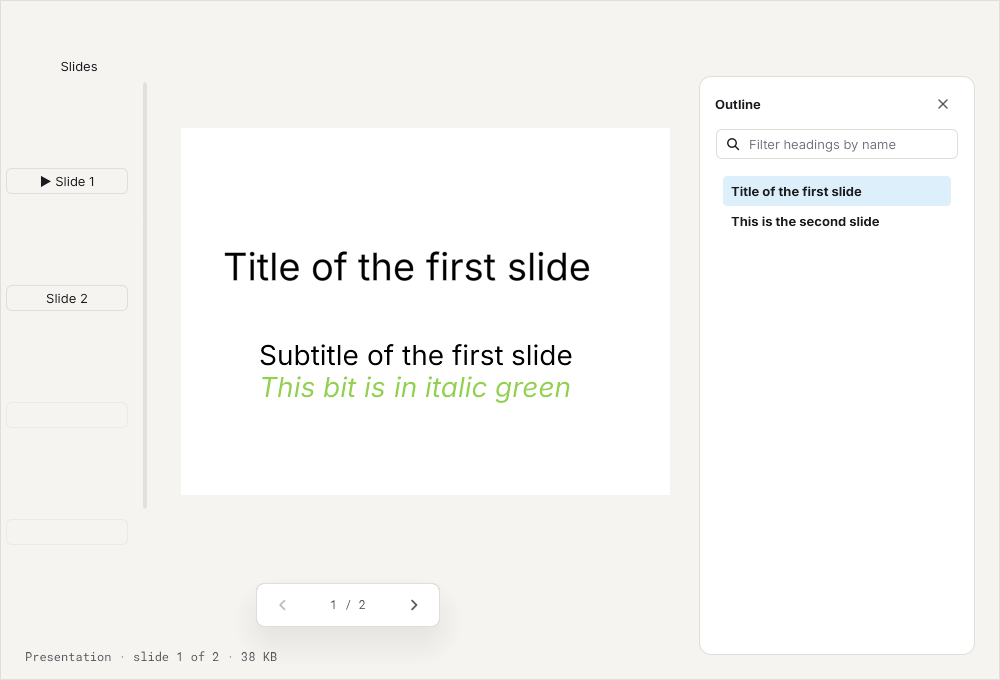 Slides
▶ Slide 1
Slide 2
Title of the first slide
Subtitle of the first slide
This bit is in italic green
1 / 2
Outline
Filter headings by name
Title of the first slide
This is the second slide
Presentation · slide 1 of 2 · 38 KB